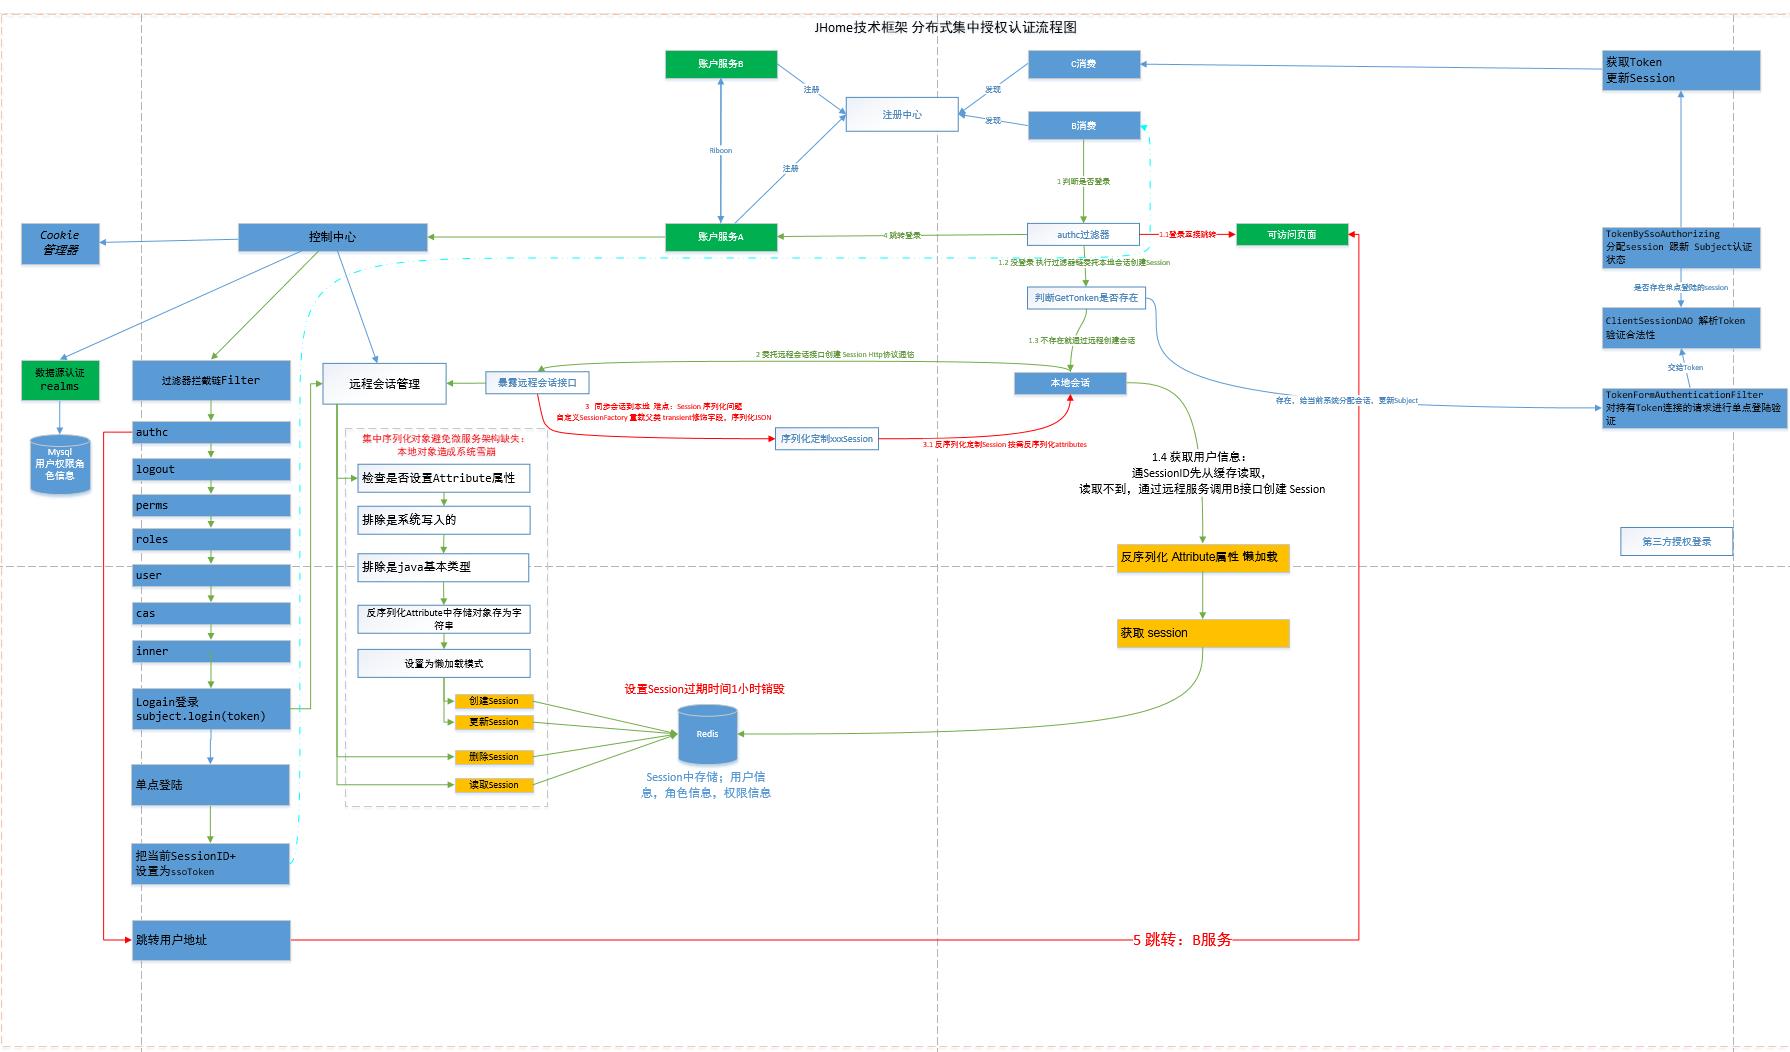 JHome技术框架 分布式集中授权认证流程图
账户服务B
C消费
获取Token
更新Session
注册
发现
注册中心
发现
B消费
Riboon
注册
1 判断是否登录
Cookie
管理器
控制中心
账户服务A
4 跳转登录
authc过滤器
1.1登录直接跳转
可访问页面
TokenBySsoAuthorizing
分配session 跟新 Subject认证
状态
1.2 没登录 执行过滤器链委托本地会话创建Session
是否存在单点登陆的session
判断GetTonken是否存在
ClientSessionDAO 解析Token
验证合法性
1.3 不存在就通过远程创建会话
2 委托远程会话接口创建 Session Http协议通信
交给Token
数据源认证
realms
过滤器拦截链Filter
远程会话管理
暴露远程会话接口
本地会话
存在，给当前系统分配会话，更新Subject
TokenFormAuthenticationFilter
对持有Token连接的请求进行单点登陆验
证
3 同步会话到本地 难点：Session 序列化问题
自定义SessionFactory 重载父类 transient修饰字段，序列化JSON
authc
集中序列化对象避免微服务架构缺失：
本地对象造成系统雪崩
序列化定制xxxSession
3.1 反序列化定制Session 按需反序列化attributes
Mysql
用户权限角
色信息
logout
检查是否设置Attribute属性
1.4 获取用户信息：
通SessionID先从缓存读取，
读取不到，通过远程服务调用B接口创建 Session
perms
排除是系统写入的
roles
第三方授权登录
user
排除是java基本类型
反序列化 Attribute属性 懒加载
cas
反序列化Attribute中存储对象存为字
符串
获取 session
inner
设置为懒加载模式
Logain登录
subject.login(token)
创建Session
更新Session
设置Session过期时间1小时销毁
Redis
删除Session
单点登陆
读取Session
Session中存储；用户信
息，角色信息，权限信息
把当前SessionID+
设置为ssoToken
跳转用户地址
5 跳转：B服务